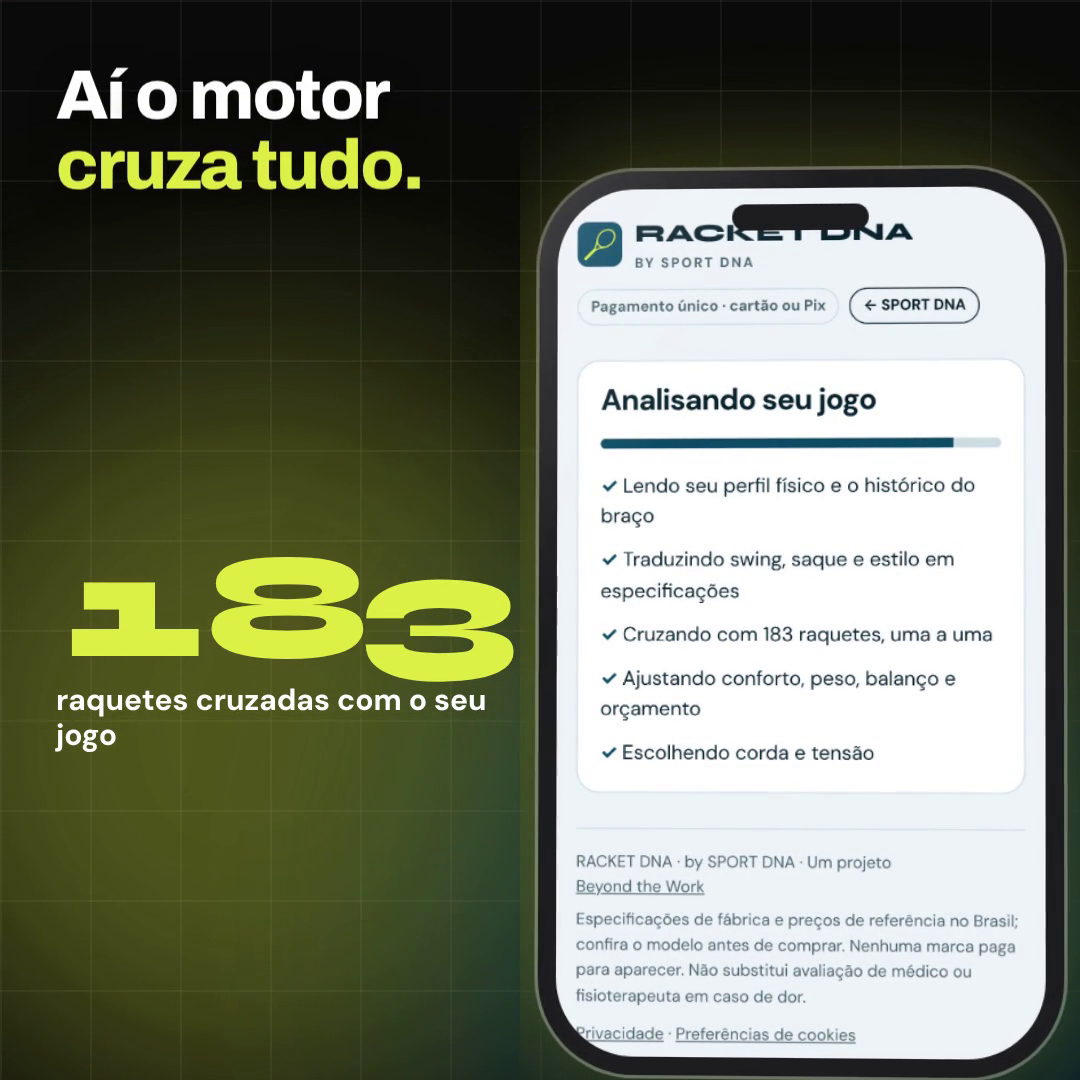 Aí o motor
cruza tudo.
183
raquetes cruzadas com o seu
jogo
RACKET DNA
BY SPORT DNA
Pagamento único · cartão ou Pix
← SPORT DNA
Analisando seu jogo
✓ Lendo seu perfil físico e o histórico do
braço
✓ Traduzindo swing, saque e estilo em
especificações
✓ Cruzando com 183 raquetes, uma a uma
✓ Ajustando conforto, peso, balanço e
orçamento
✓ Escolhendo corda e tensão
RACKET DNA · by SPORT DNA · Um projeto
Beyond the Work
Especificações de fábrica e preços de referência no Brasil;
confira o modelo antes de comprar. Nenhuma marca paga
para aparecer. Não substitui avaliação de médico ou
fisioterapeuta em caso de dor.
Privacidade · Preferências de cookies